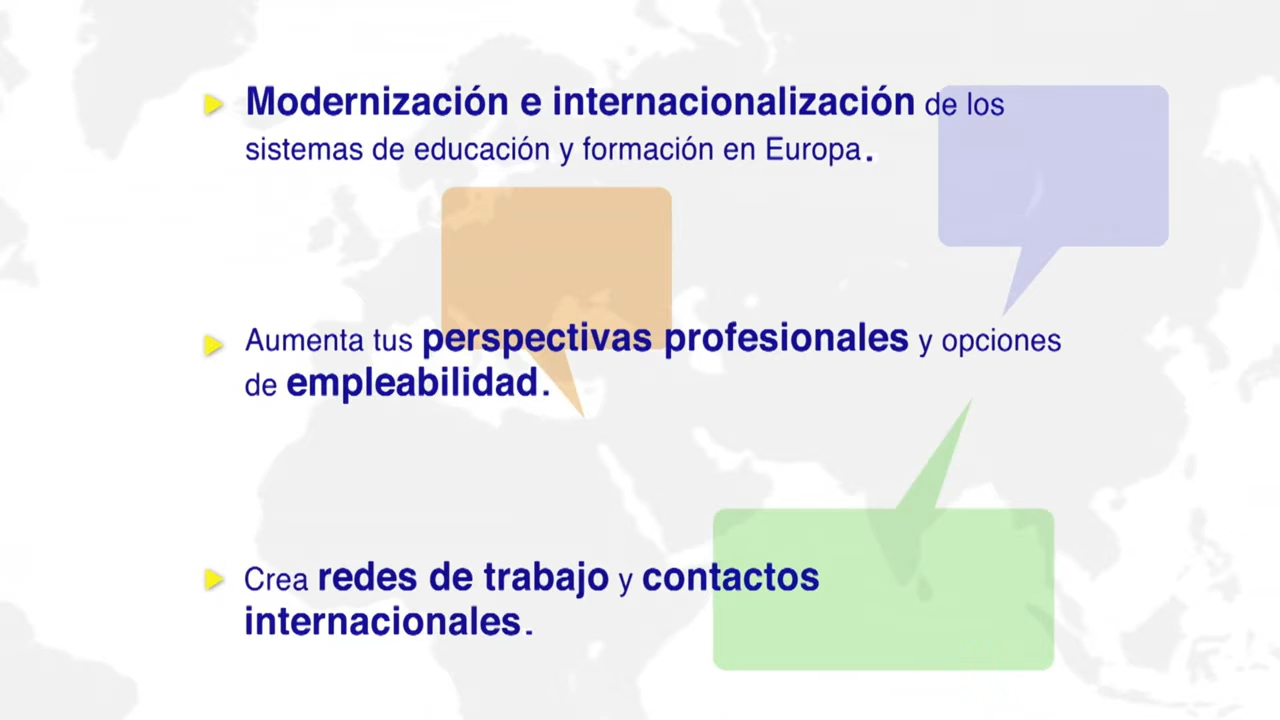 Modernización e internacionalización de los
sistemas de educación y formación en Europa.
Aumenta tus perspectivas profesionales y opciones
de empleabilidad.
Crea redes de trabajo y contactos
internacionales.